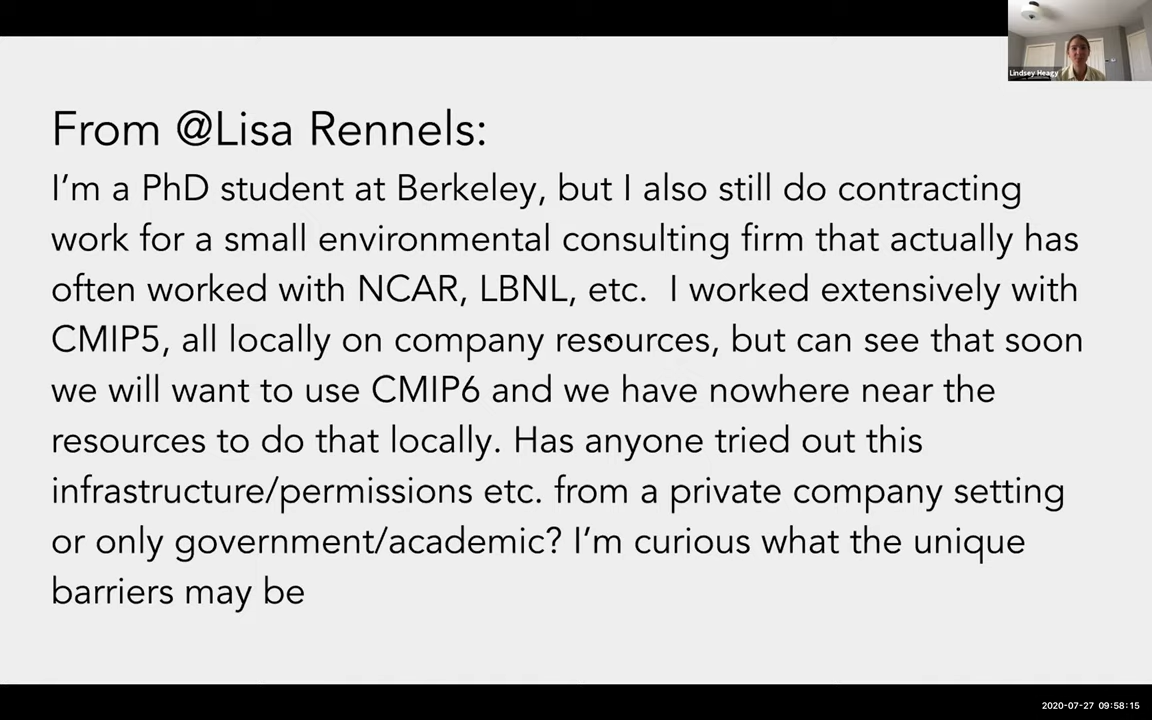 Lindsey Heagy
From @Lisa Rennels:
I'm a PhD student at Berkeley, but I also still do contracting
work for a small environmental consulting firm that actually has
often worked with NCAR, LBNL, etc.  I worked extensively with
CMIP5, all locally on company resources, but can see that soon
we will want to use CMIP6 and we have nowhere near the
resources to do that locally. Has anyone tried out this
infrastructure/permissions etc. from a private company setting
or only government/academic? I'm curious what the unique
barriers may be
2020-07-27 09:58:15